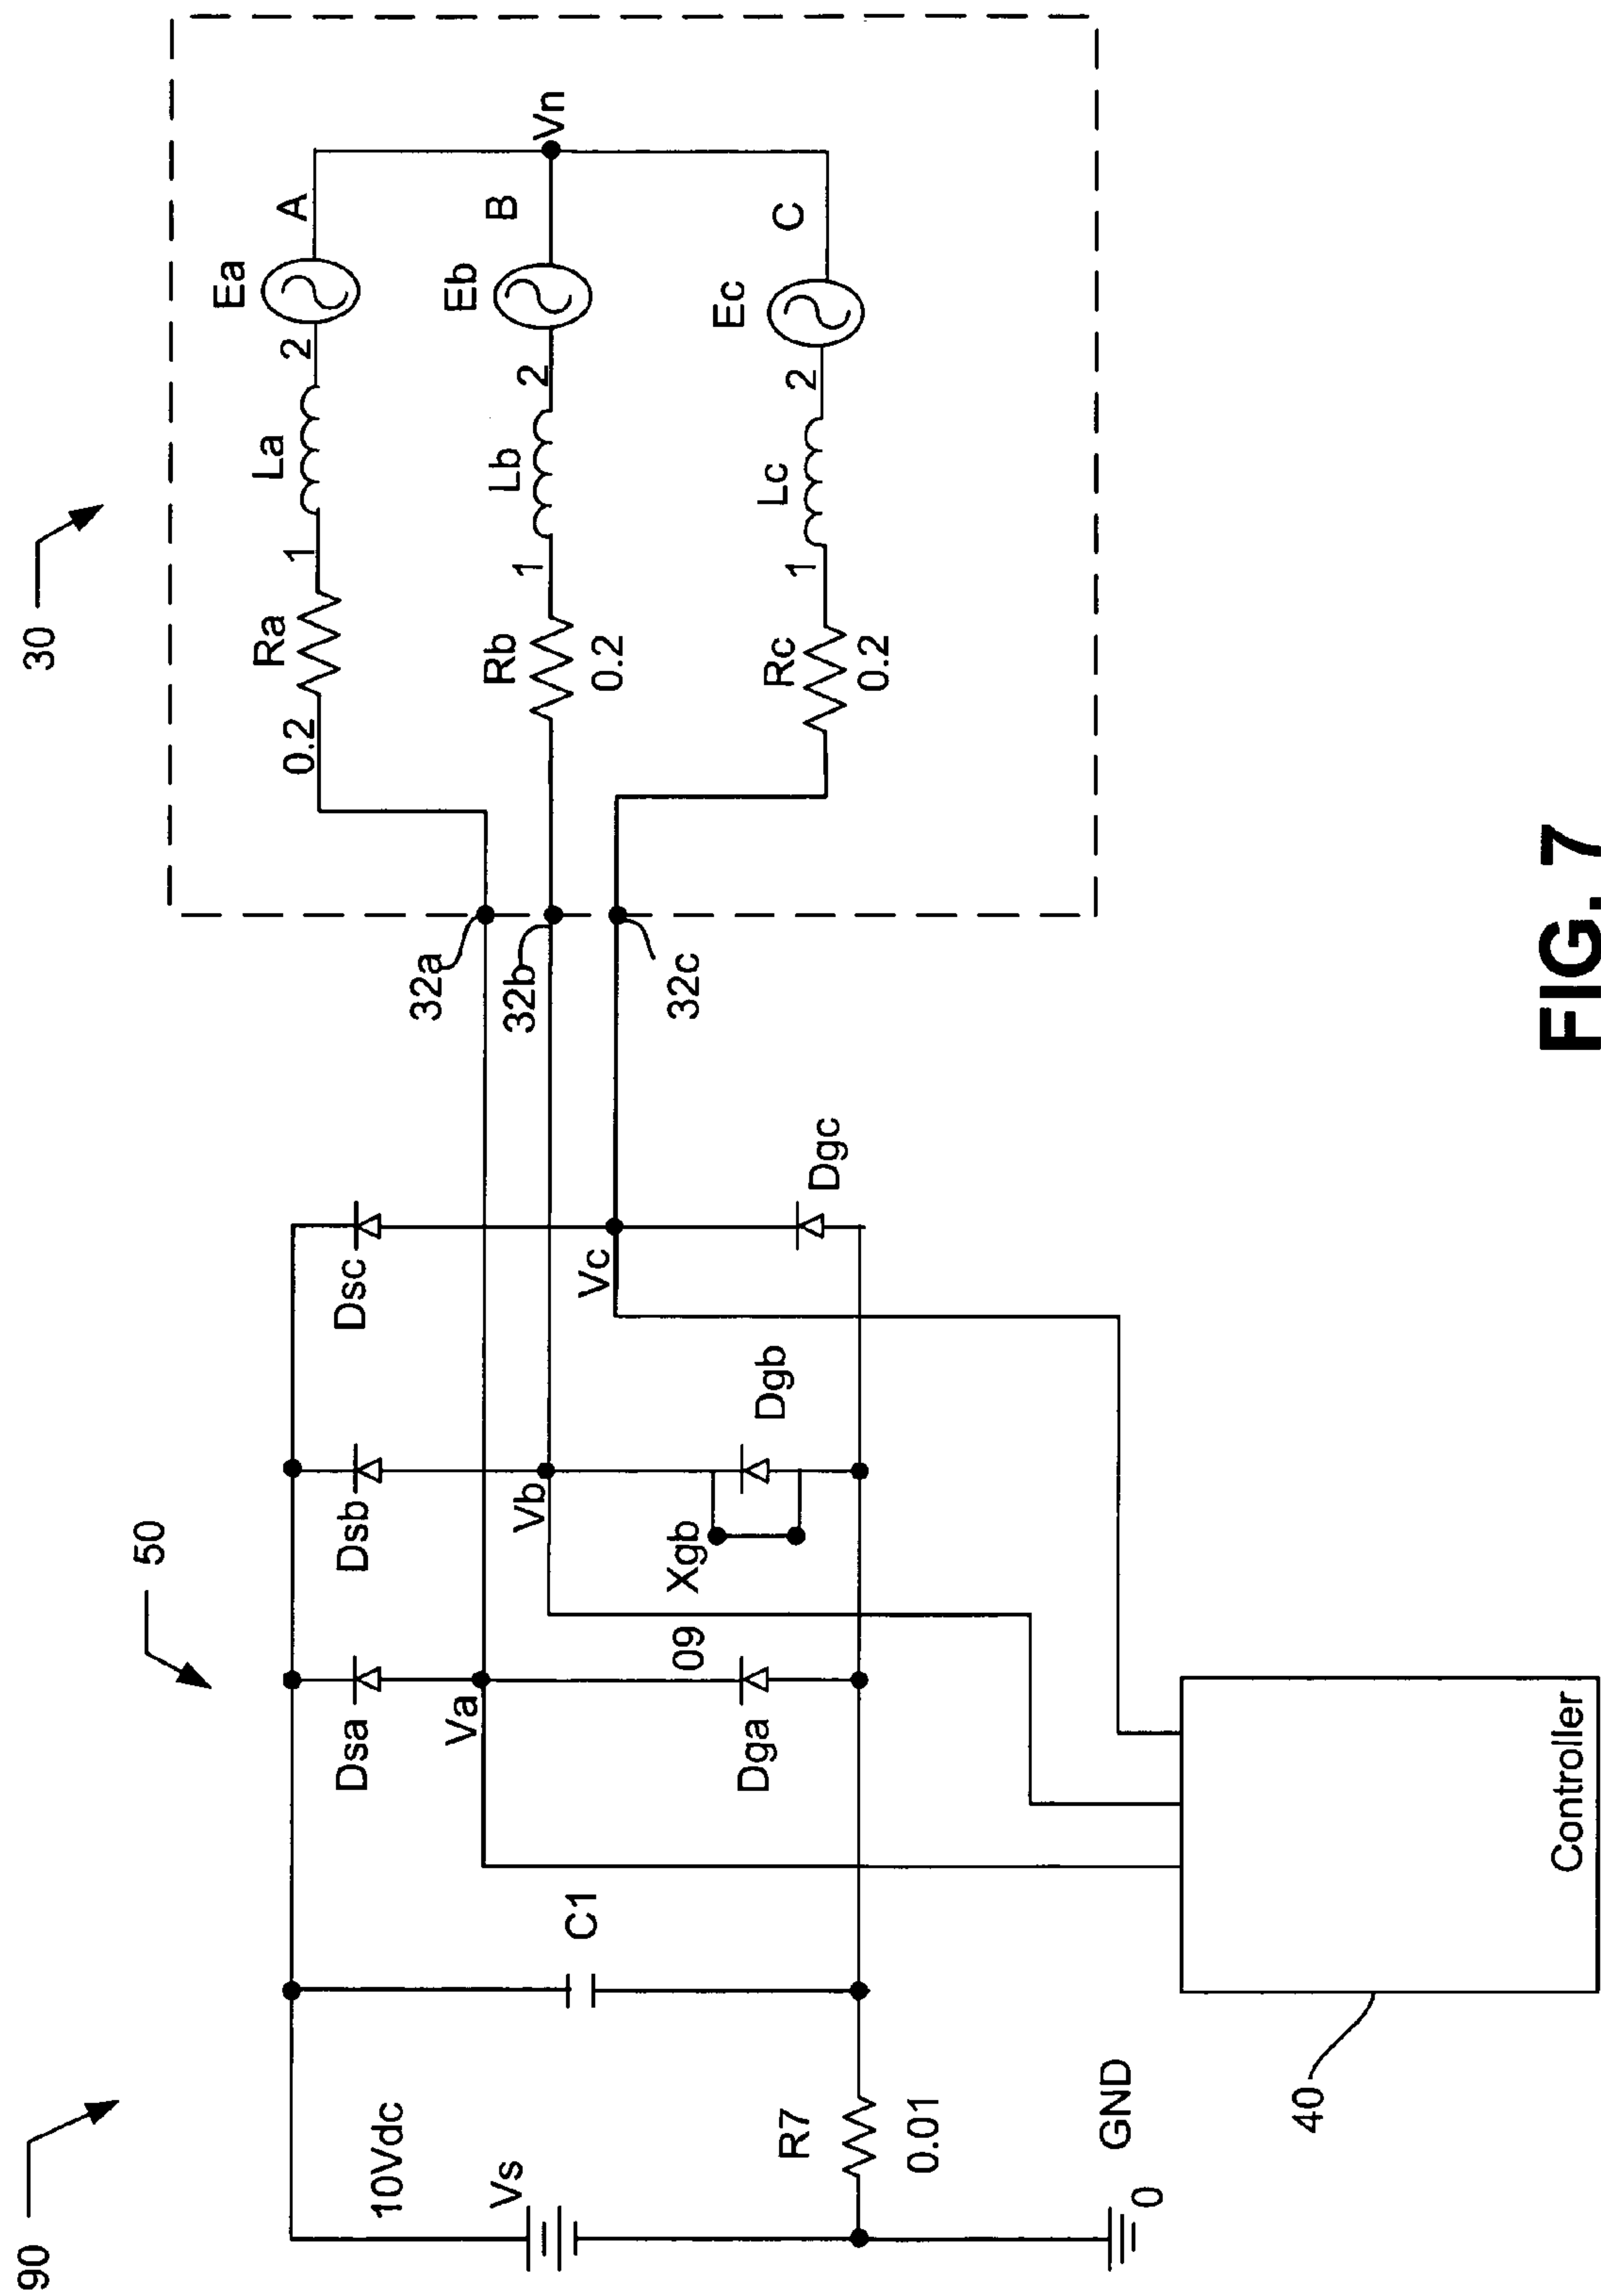 90
50
30
10Vdc
Vs
C1
R7
0.01
GND
0
Dsa
Dsb
Dsc
Va
Vb
Vc
09
Xgb
Dga
Dgb
Dgc
32a
32b
32c
0.2
Ra
1
La
2
Ea
A
Rb
0.2
1
Lb
2
Eb
B
Vn
Rc
0.2
1
Lc
2
Ec
C
Controller
40
FIG. 7